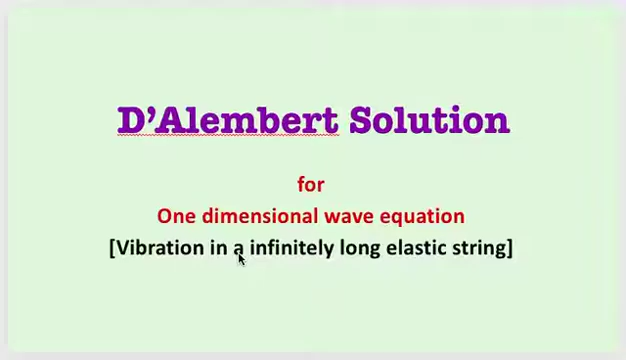 D’Alembert Solution
for
One dimensional wave equation
[Vibration in a infinitely long elastic string]